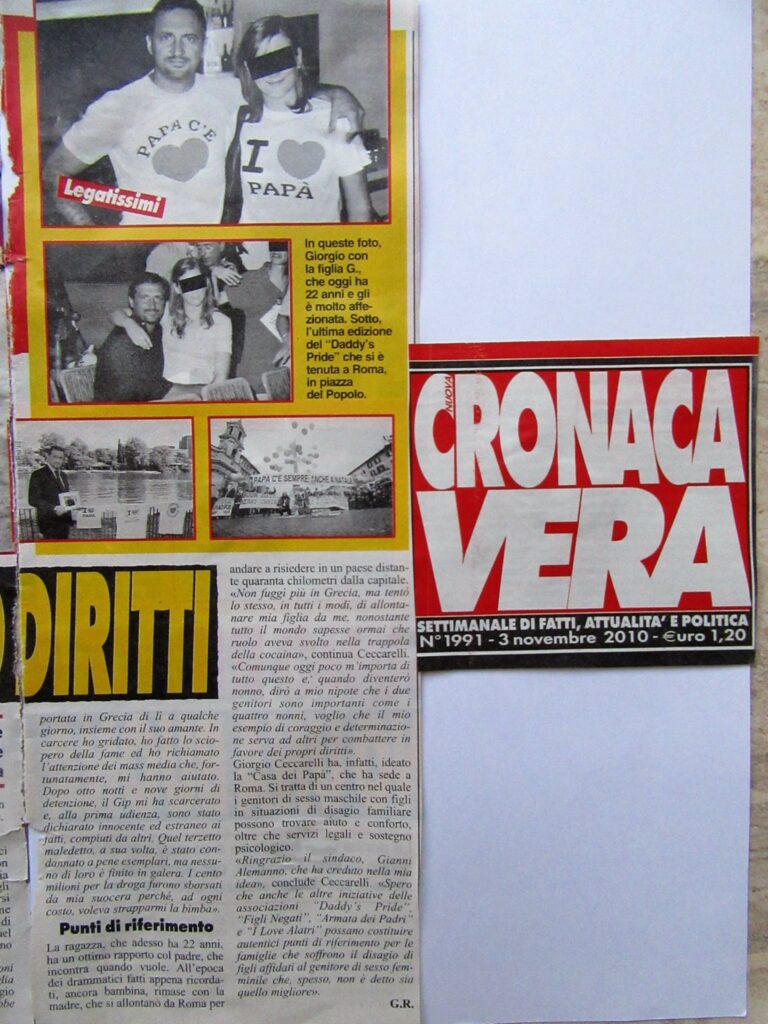 PAPA C'E
I
PAPÀ
Legatissimi
In queste foto,
Giorgio con
la figlia G.,
che oggi ha
22 anni e gli
è molto affe-
zionata. Sotto,
l'ultima edizione
del "Daddy's
Pride" che si è
tenuta a Roma,
in piazza
del Popolo.
PAPA C'E SEMPRE ANCHE A NATALE
DIRITTI
portata in Grecia di lì a qualche
giorno, insieme con il suo amante. In
carcere ho gridato, ho fatto lo scio-
pero della fame ed ho richiamato
l'attenzione dei mass media che, for-
tunatamente, mi hanno aiutato.
Dopo otto notti e nove giorni di
detenzione, il Gip mi ha scarcerato
e, alla prima udienza, sono stato
dichiarato innocente ed estraneo ai
fatti, compiuti da altri. Quel terzetto
maledetto, a sua volta, è stato con-
dannato a pene esemplari, ma nessu-
no di loro è finito in galera. I cento
milioni per la droga furono sborsati
da mia suocera perché, ad ogni
costo, voleva strapparmi la bimba».
Punti di riferimento
La ragazza, che adesso ha 22 anni,
ha un ottimo rapporto col padre, che
incontra quando vuole. All'epoca
dei drammatici fatti appena ricorda-
ti, ancora bambina, rimase con la
madre, che si allontanò da Roma per
andare a risiedere in un paese distan-
te quaranta chilometri dalla capitale.
«Non fuggì più in Grecia, ma tentò
lo stesso, in tutti i modi, di allonta-
nare mia figlia da me, nonostante
tutto il mondo sapesse ormai che
ruolo aveva svolto nella trappola
della cocaina», continua Ceccarelli.
«Comunque oggi poco m'importa di
tutto questo e, quando diventerò
nonno, dirò a mio nipote che i due
genitori sono importanti come i
quattro nonni, voglio che il mio
esempio di coraggio e determinazio-
ne serva ad altri per combattere in
favore dei propri diritti».
Giorgio Ceccarelli ha, infatti, ideato
la "Casa dei Papà", che ha sede a
Roma. Si tratta di un centro nel quale
i genitori di sesso maschile con figli
in situazioni di disagio familiare
possono trovare aiuto e conforto,
oltre che servizi legali e sostegno
psicologico.
«Ringrazio il sindaco, Gianni
Alemanno, che ha creduto nella mia
idea», conclude Ceccarelli. «Spero
che anche le altre iniziative delle
associazioni "Daddy's Pride",
"Figli Negati", "Armata dei Padri"
e "I Love Alatri" possano costituire
autentici punti di riferimento per le
famiglie che soffrono il disagio di
figli affidati al genitore di sesso fem-
minile che, spesso, non è detto sia
quello migliore».
G.R.
NUOVA
CRONACA
VERA
SETTIMANALE DI FATTI, ATTUALITA' E POLITICA
N° 1991 - 3 novembre 2010 - €uro 1,20